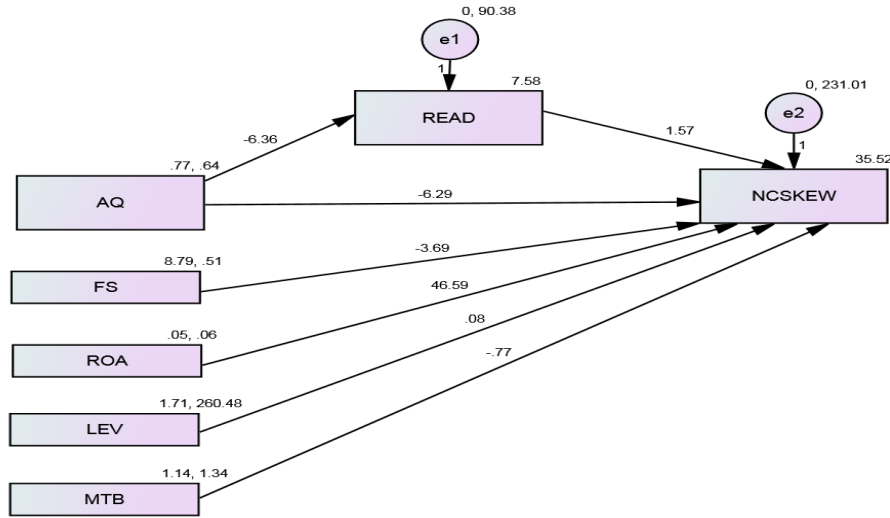 0, 90.38
e1
1
7.58
READ
0, 231.01
e2
1
-6.36
1.57
.77, .64
35.52
AQ
-6.29
NCSKEW
8.79, .51
-3.69
FS
46.59
.05, .06
.08
ROA
-.77
1.71, 260.48
LEV
1.14, 1.34
MTB